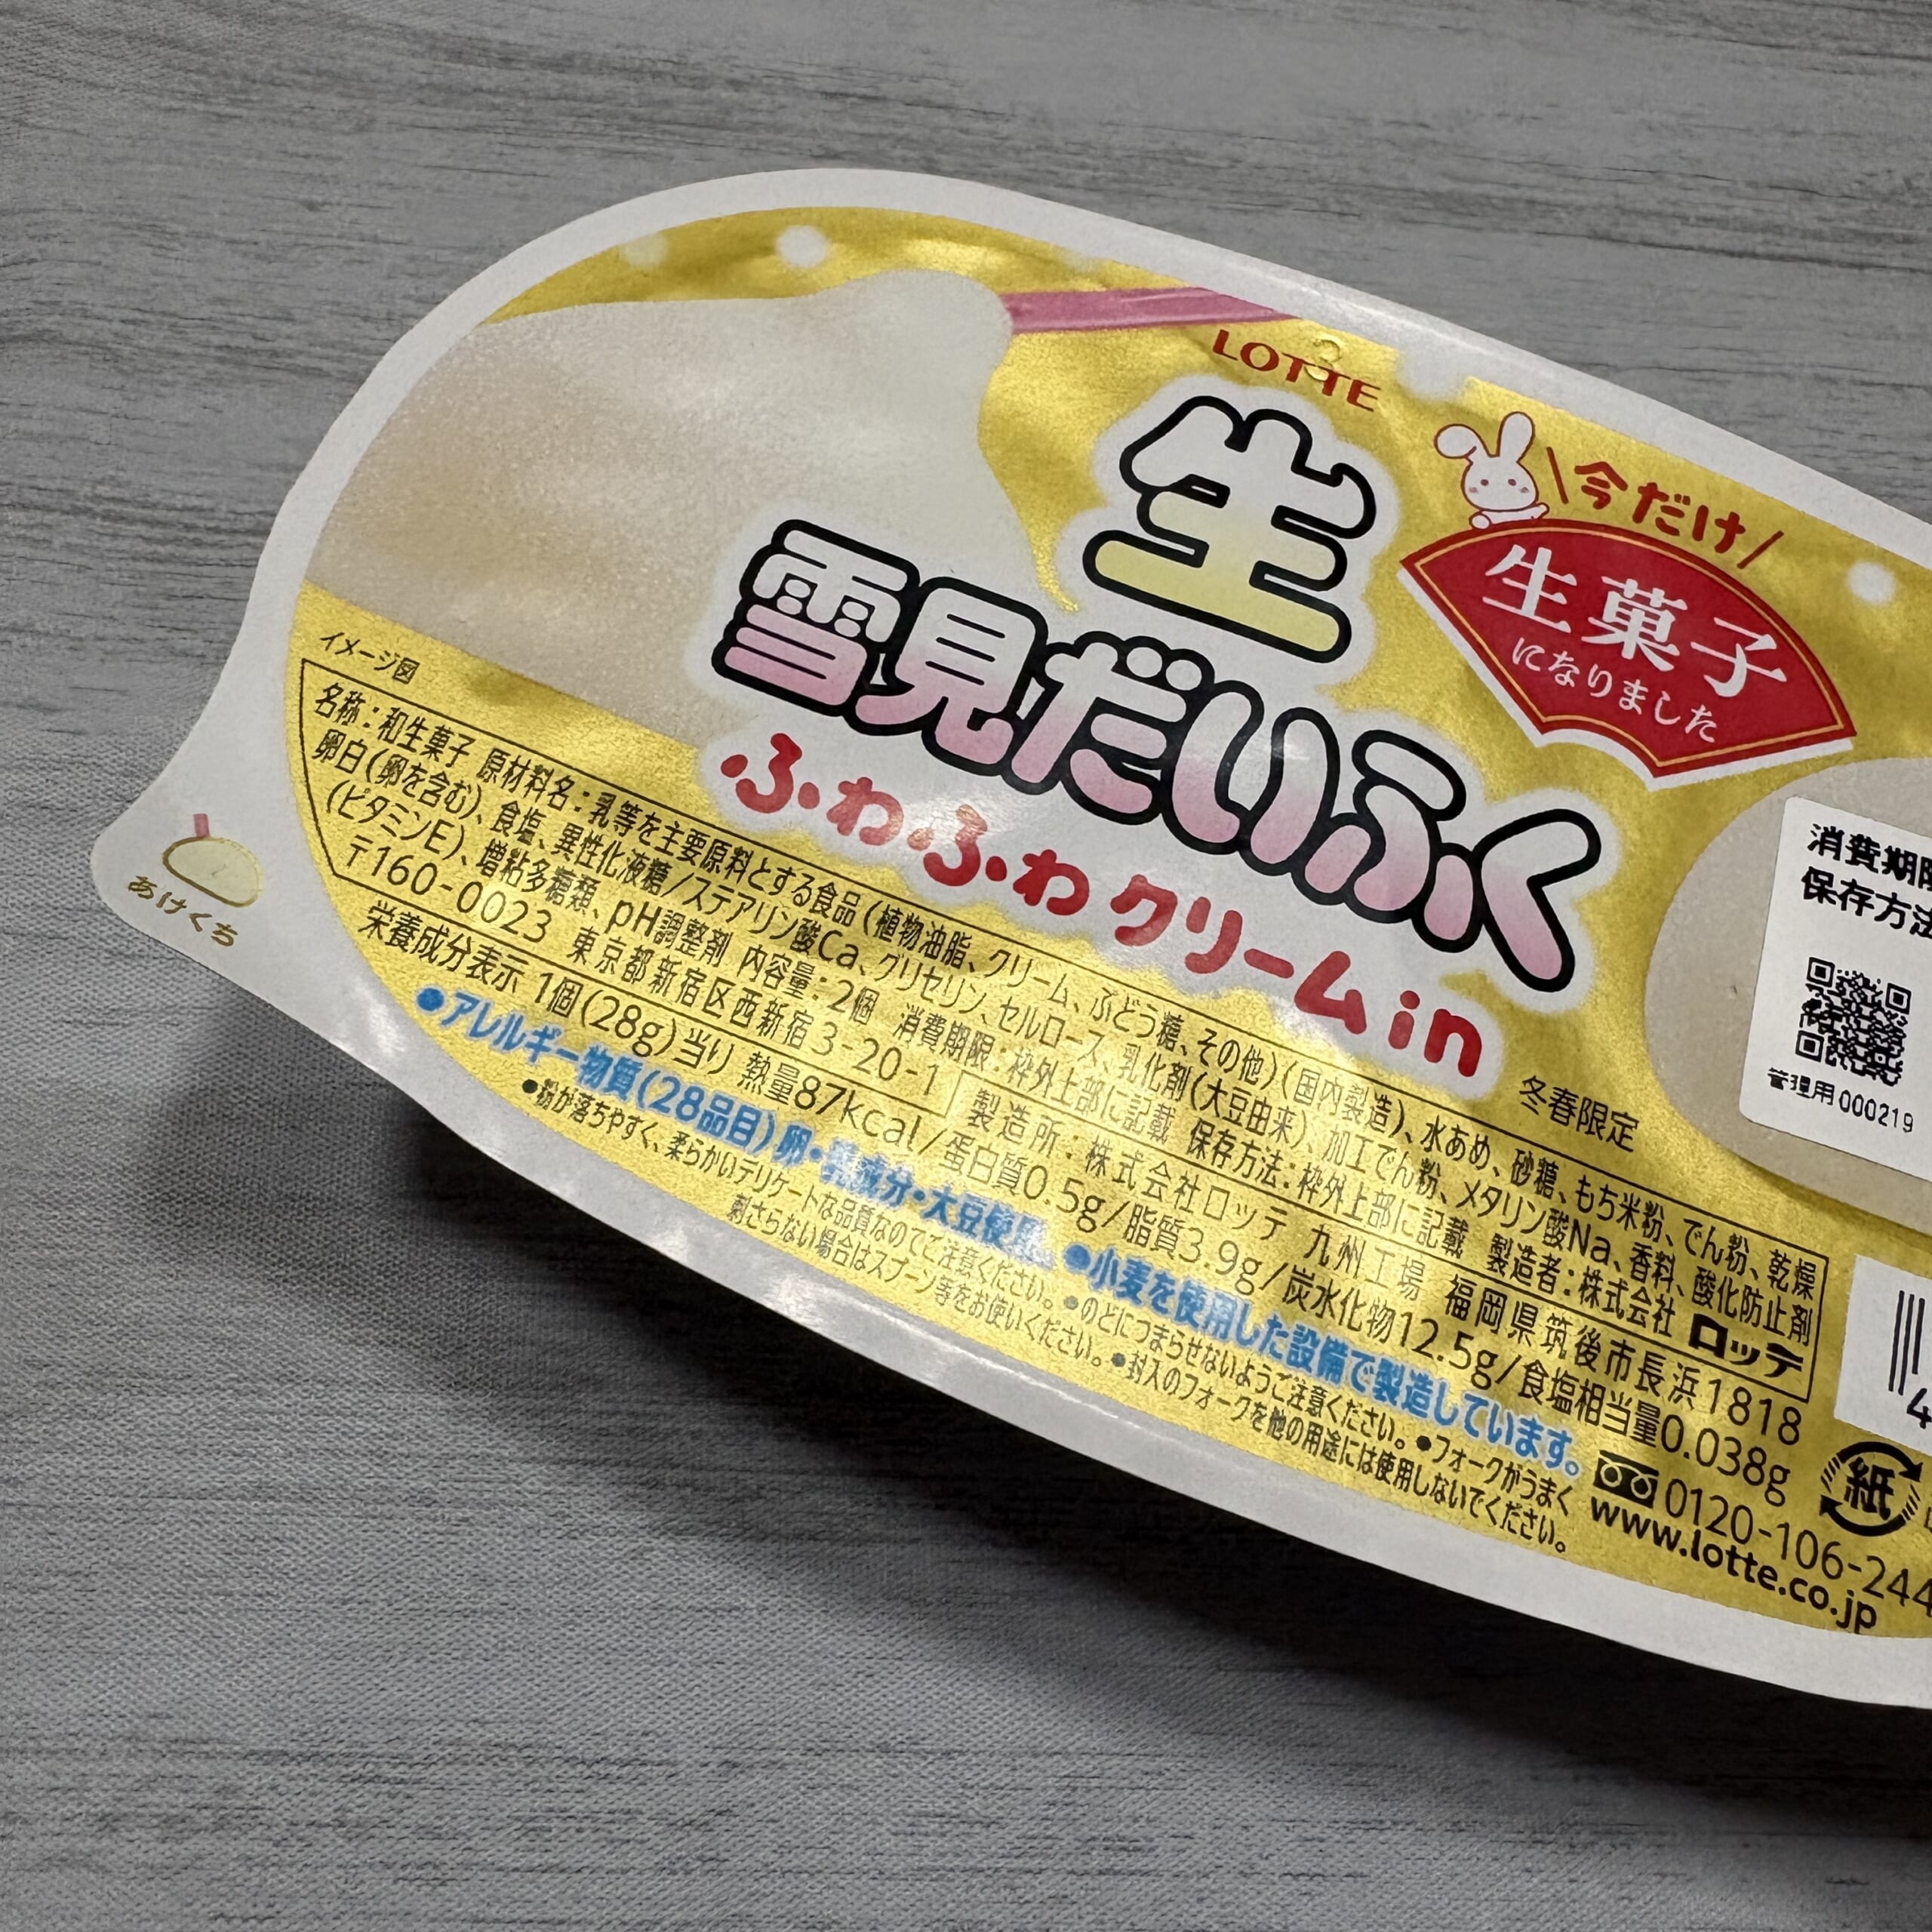 LOTTE
生
雪見だいふく
ふわふわクリームin
今だけ
生菓子
になりました
冬春限定
イメージ図
あけくち
名称：和生菓子 原材料名：乳等を主要原料とする食品（植物油脂、クリーム、ぶどう糖、その他）（国内製造）、水あめ、砂糖、もち米粉、でん粉、乾燥
卵白（卵を含む）、食塩、異性化液糖／ステアリン酸Ca、グリセリン、セルロース、乳化剤（大豆由来）、加工でん粉、メタリン酸Na、香料、酸化防止剤
（ビタミンE）、増粘多糖類、pH調整剤 内容量：2個 消費期限：枠外上部に記載 保存方法：枠外上部に記載 製造者：株式会社 ロッテ
〒160-0023 東京都新宿区西新宿3-20-1
製造所：株式会社ロッテ 九州工場 福岡県筑後市長浜1818
栄養成分表示 1個（28g）当り 熱量87kcal／蛋白質0.5g／脂質3.9g／炭水化物12.5g／食塩相当量0.038g
●アレルギー物質（28品目）卵・乳成分・大豆使用。●小麦を使用した設備で製造しています。
●粉が落ちやすく、柔らかいデリケートな品質なのでご注意ください。●のどにつまらせないようご注意ください。●フォークがうまく
刺さらない場合はスプーン等をお使いください。●封入のフォークを他の用途には使用しないでください。
0120-106-244
www.lotte.co.jp
紙
消費期限
保存方法
管理用000219
4